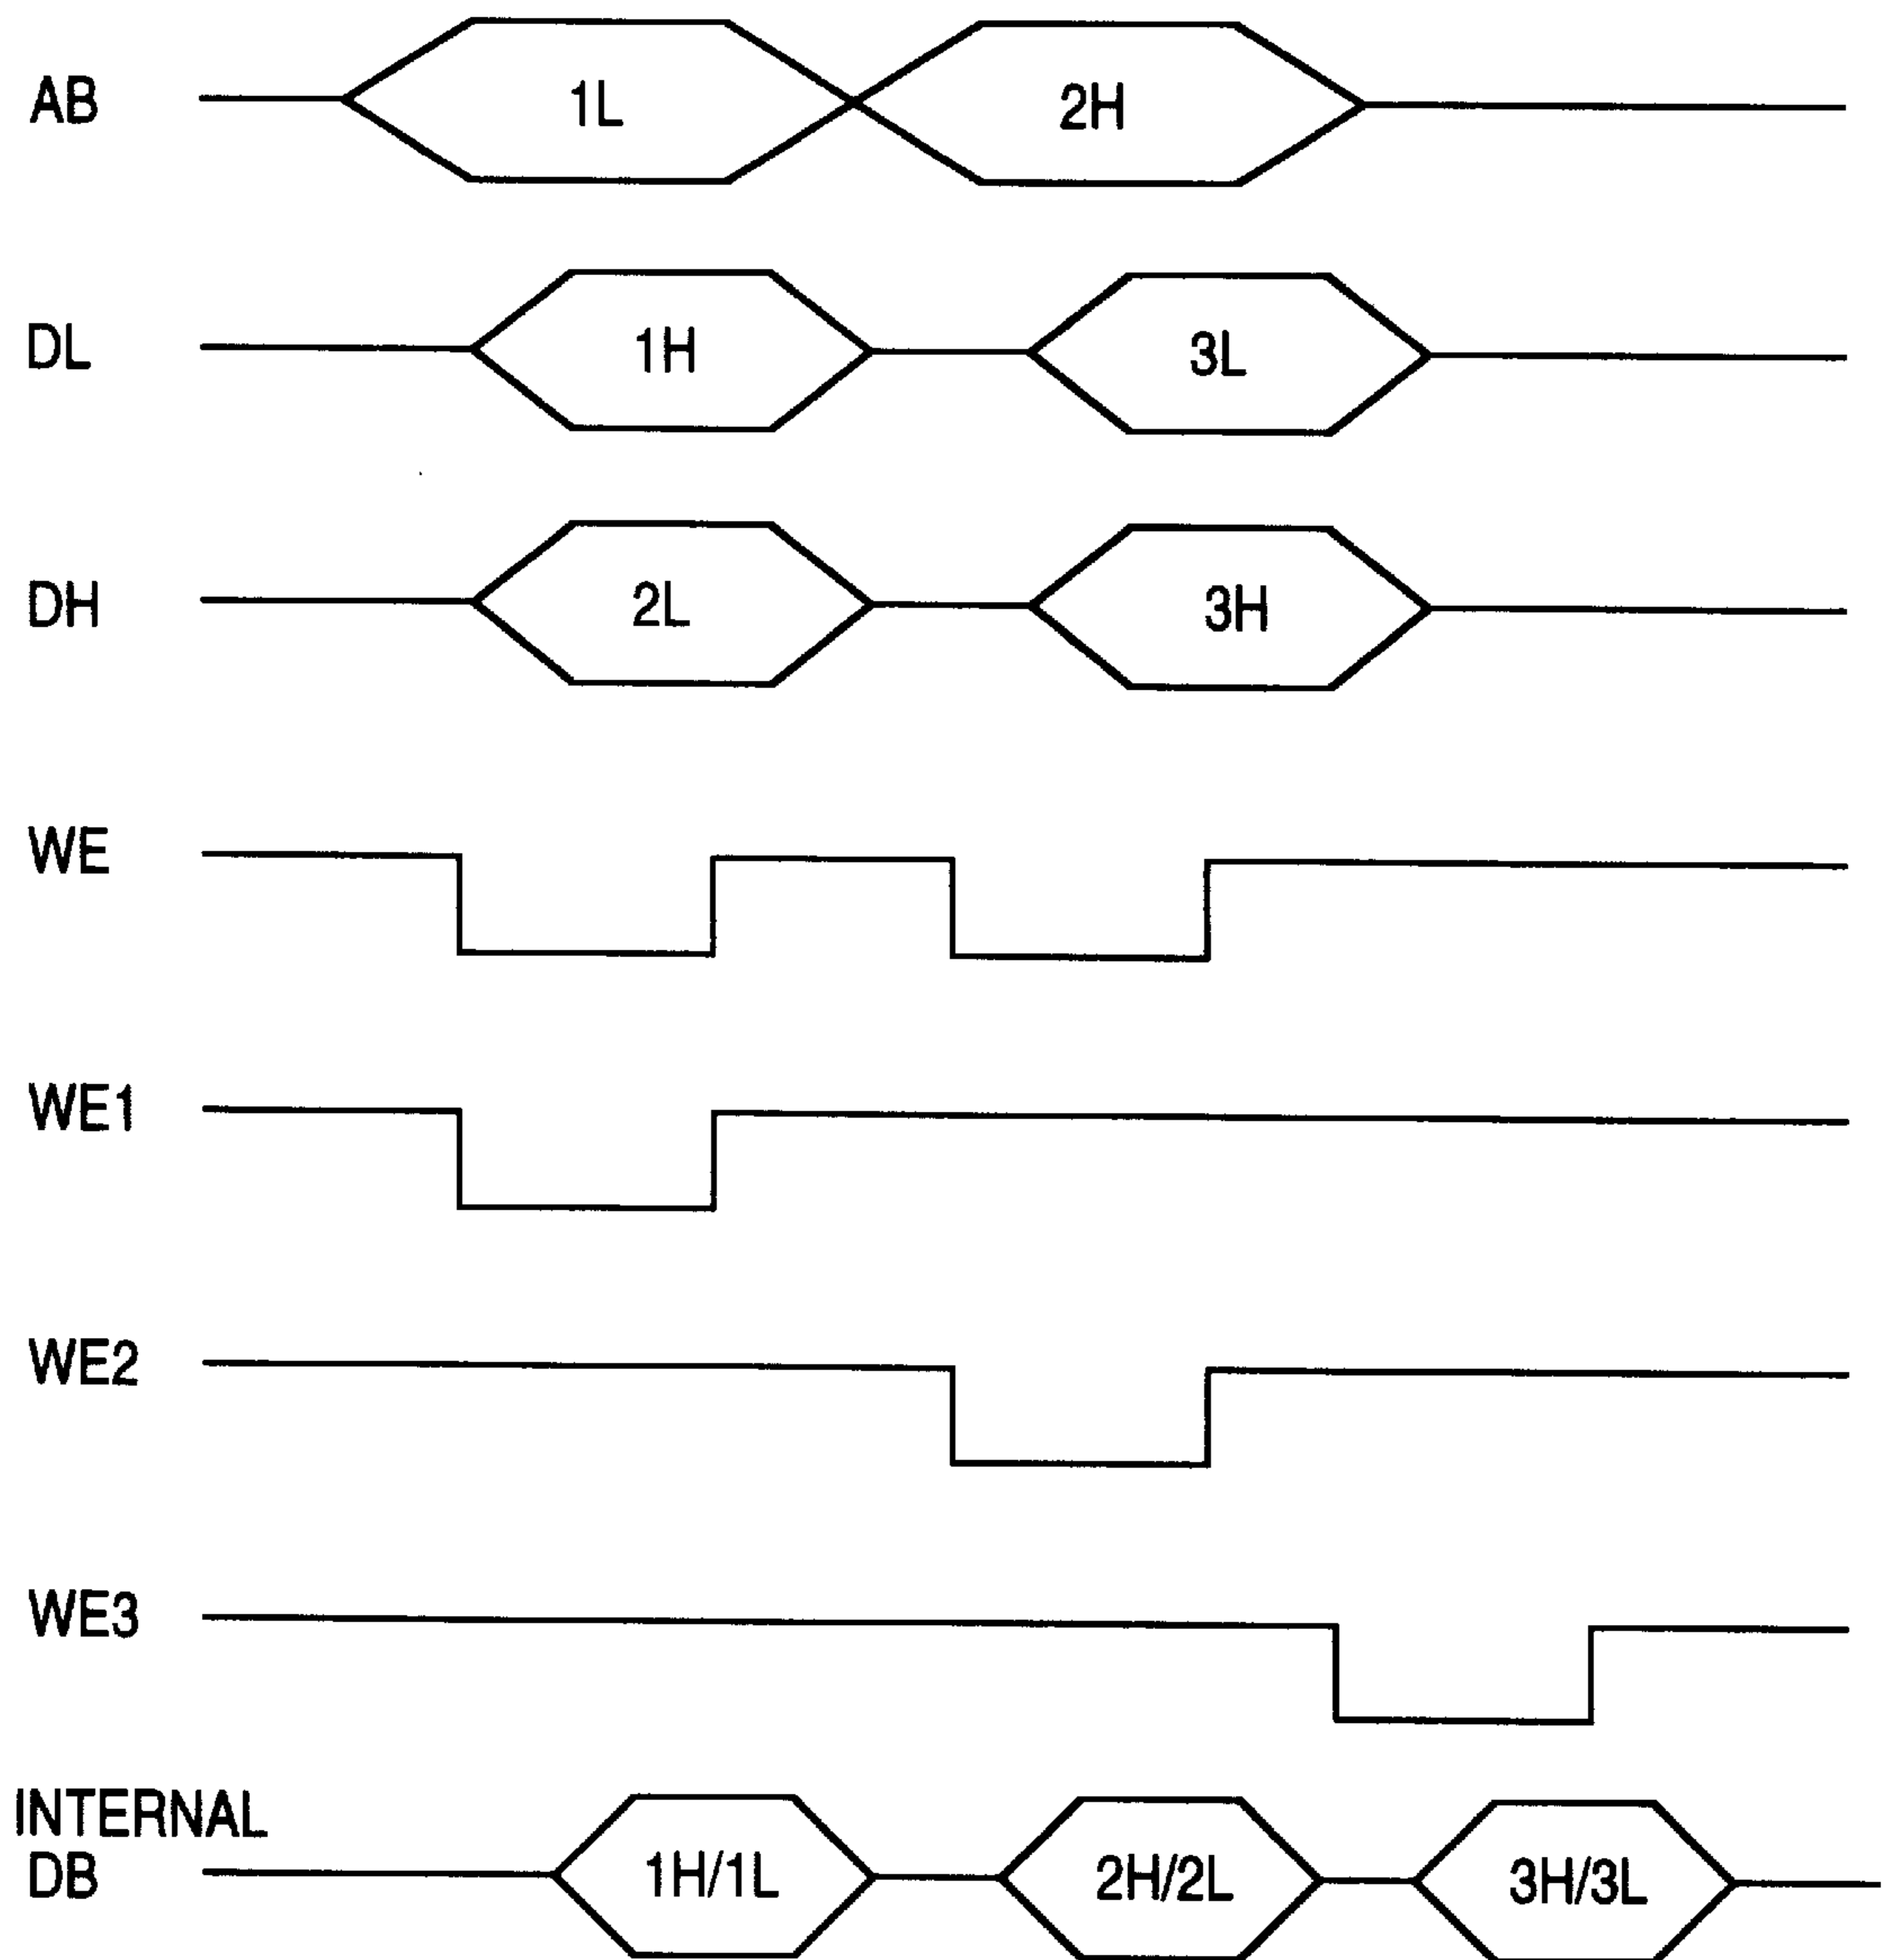 AB 1L 2H
DL 1H 3L
DH 2L 3H
WE
WE1
WE2
WE3
INTERNAL
DB 1H/1L 2H/2L 3H/3L